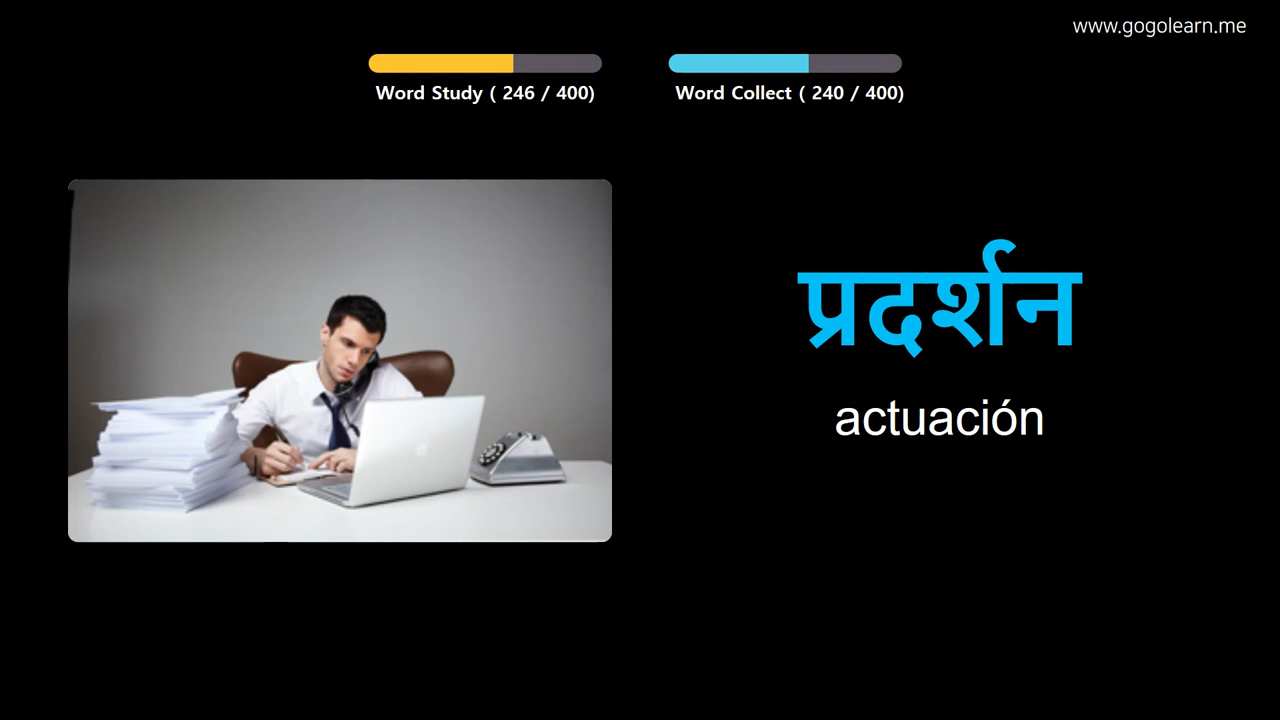 www.gogolearn.me
Word Study ( 246 / 400)
Word Collect ( 240 / 400)
प्रदर्शन
actuación